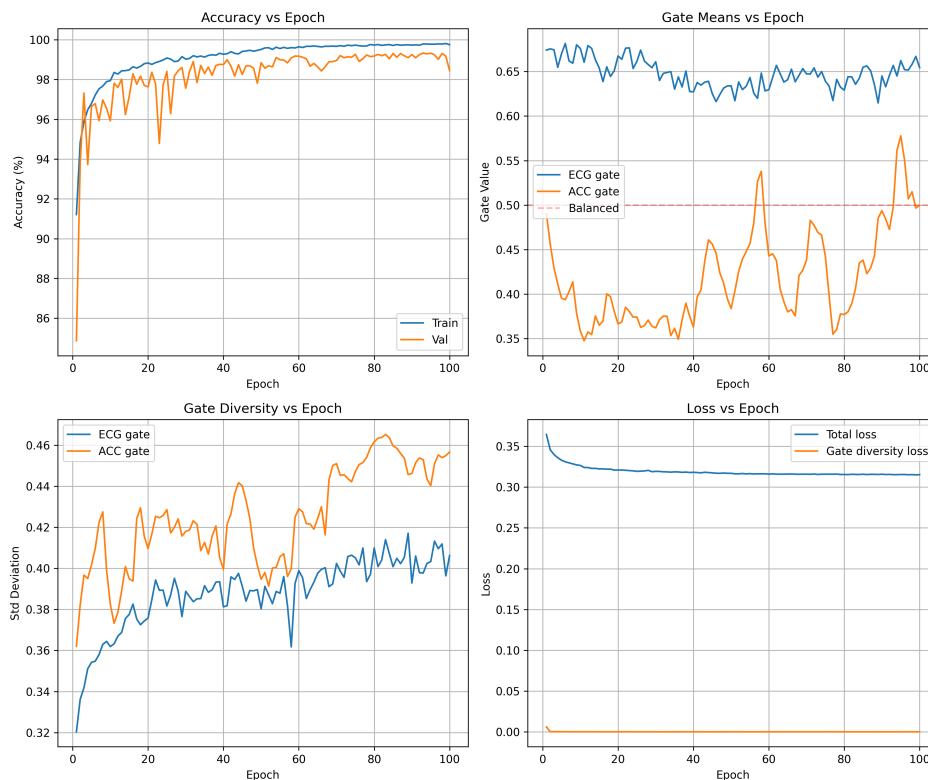 Accuracy vs Epoch
100
98
96
94
92
90
88
86
Accuracy (%)
0 20 40 60 80 100
Epoch
Train
Val
Gate Means vs Epoch
0.65
0.60
0.55
0.50
0.45
0.40
0.35
Gate Value
0 20 40 60 80 100
Epoch
ECG gate
ACC gate
Balanced
Gate Diversity vs Epoch
0.46
0.44
0.42
0.40
0.38
0.36
0.34
0.32
Std Deviation
0 20 40 60 80 100
Epoch
ECG gate
ACC gate
Loss vs Epoch
0.35
0.30
0.25
0.20
0.15
0.10
0.05
0.00
Loss
0 20 40 60 80 100
Epoch
Total loss
Gate diversity loss